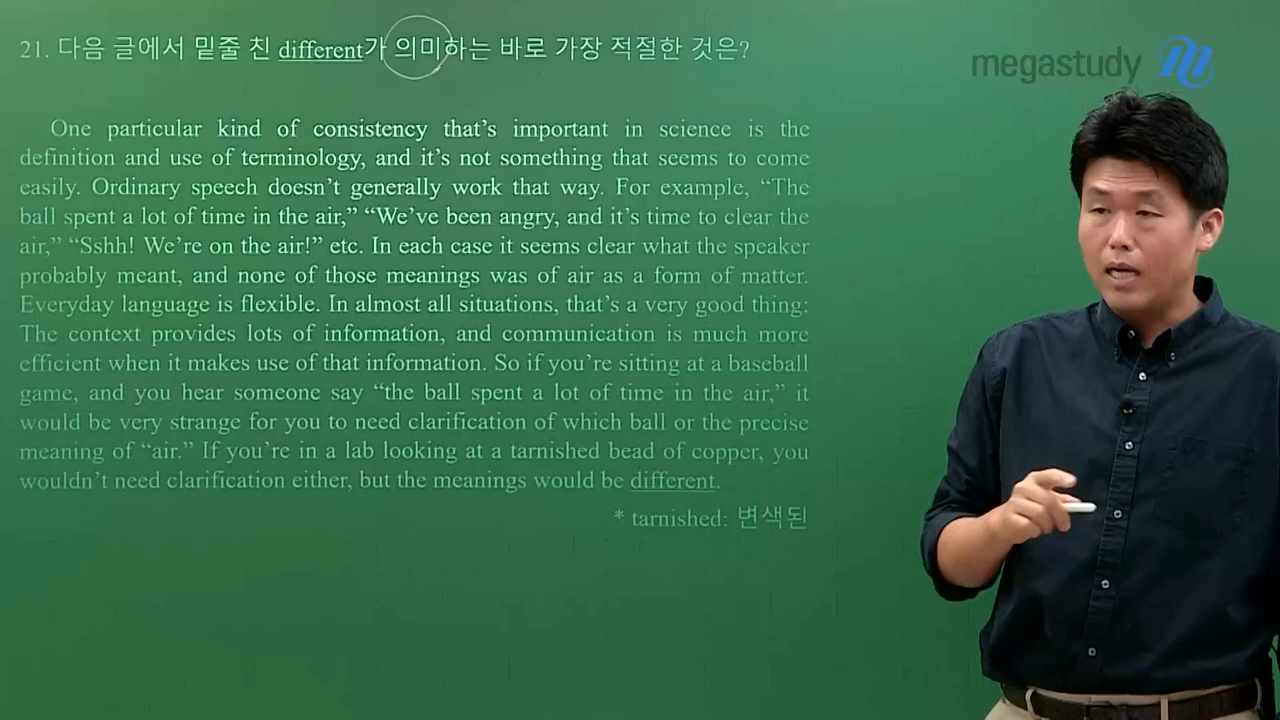 21. 다음 글에서 밑줄 친 different가 의미하는 바로 가장 적절한 것은?
megastudy
One particular kind of consistency that's important in science is the
definition and use of terminology, and it's not something that seems to come
easily. Ordinary speech doesn't generally work that way. For example, “The
ball spent a lot of time in the air,” “We've been angry, and it's time to clear the
air,” “Sshh! We're on the air!” etc. In each case it seems clear what the speaker
probably meant, and none of those meanings was of air as a form of matter.
Everyday language is flexible. In almost all situations, that's a very good thing:
The context provides lots of information, and communication is much more
efficient when it makes use of that information. So if you're sitting at a baseball
game, and you hear someone say “the ball spent a lot of time in the air,” it
would be very strange for you to need clarification of which ball or the precise
meaning of “air.” If you're in a lab looking at a tarnished bead of copper, you
wouldn't need clarification either, but the meanings would be different.
* tarnished: 변색된